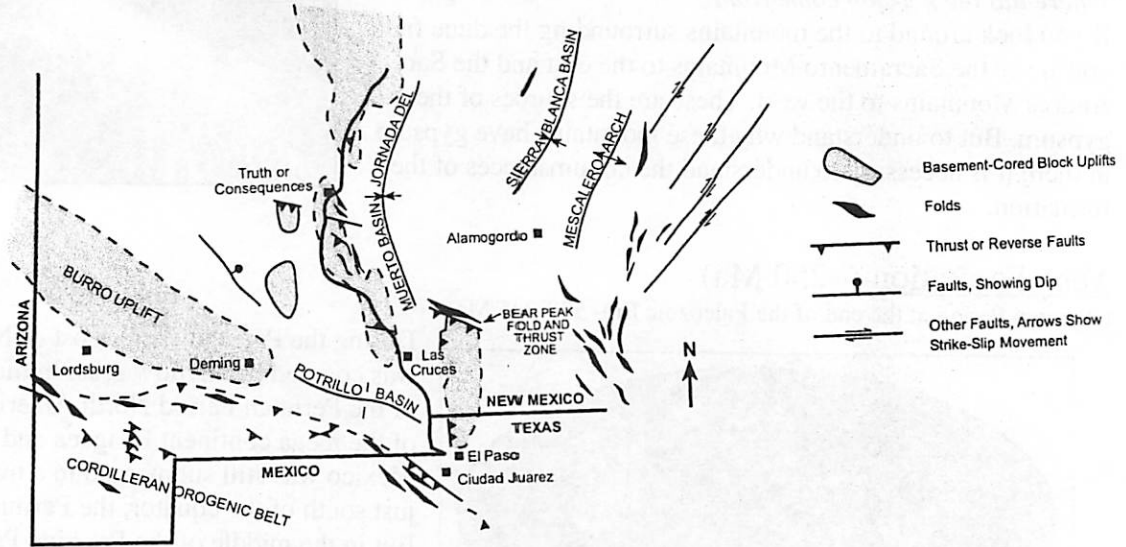 Truth or
Consequences
MUERTO BASIN JORNADA DEL
SIERRA BLANCA BASIN
MESCALEROA ARCH
Alamogordio
BURRO UPLIFT
ARIZONA
Lordsburg
Deming
POTRILLO BASIN
Las
Cruces
BEAR PEAK
FOLD AND
THRUST
ZONE
N
NEW MEXICO
TEXAS
El Paso
Ciudad Juarez
MEXICO
CORDILLERAN OROGENIC BELT
Basement-Cored Block Uplifts
Folds
Thrust or Reverse Faults
Faults, Showing Dip
Other Faults, Arrows Show
Strike-Slip Movement